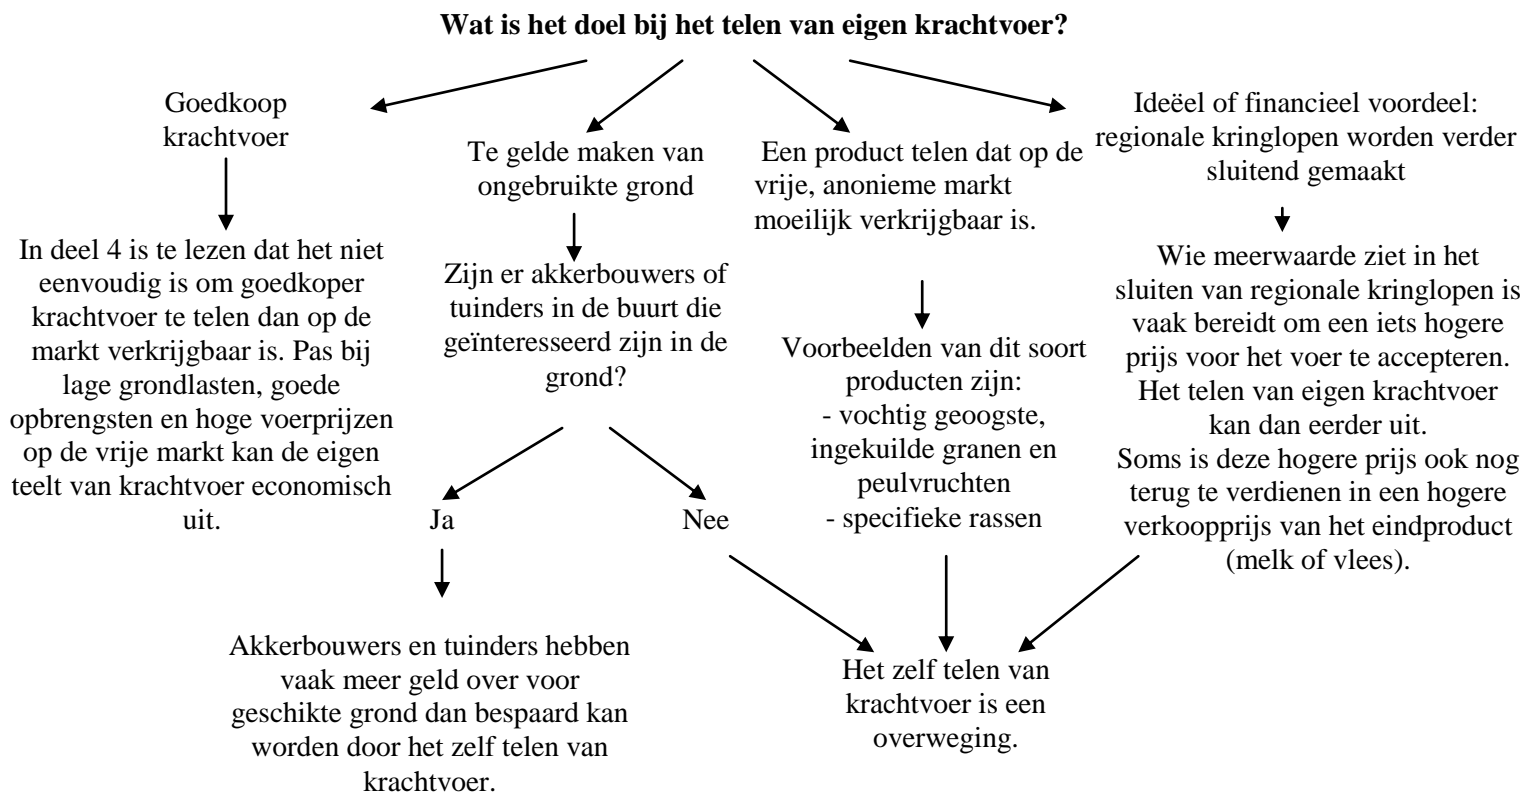 Wat is het doel bij het telen van eigen krachtvoer?
Goedkoop
krachtvoer
In deel 4 is te lezen dat het niet
eenvoudig is om goedkoper
krachtvoer te telen dan op de
markt verkrijgbaar is. Pas bij
lage grondlasten, goede
opbrengsten en hoge voerprijzen
op de vrije markt kan de eigen
teelt van krachtvoer economisch
uit.
Te gelde maken van
ongebruikte grond
Zijn er akkerbouwers of
tuinders in de buurt die
geïnteresseerd zijn in de
grond?
Ja
Nee
Akkerbouwers en tuinders hebben
vaak meer geld over voor
geschikte grond dan bespaard kan
worden door het zelf telen van
krachtvoer.
Een product telen dat op de
vrije, anonieme markt
moeilijk verkrijgbaar is.
Voorbeelden van dit soort
producten zijn:
- vochtig geoogste,
ingekuilde granen en
peulvruchten
- specifieke rassen
Ideëel of financieel voordeel:
regionale kringlopen worden verder
sluitend gemaakt
Wie meerwaarde ziet in het
sluiten van regionale kringlopen is
vaak bereidt om een iets hogere
prijs voor het voer te accepteren.
Het telen van eigen krachtvoer
kan dan eerder uit.
Soms is deze hogere prijs ook nog
terug te verdienen in een hogere
verkoopprijs van het eindproduct
(melk of vlees).
Het zelf telen van
krachtvoer is een
overweging.